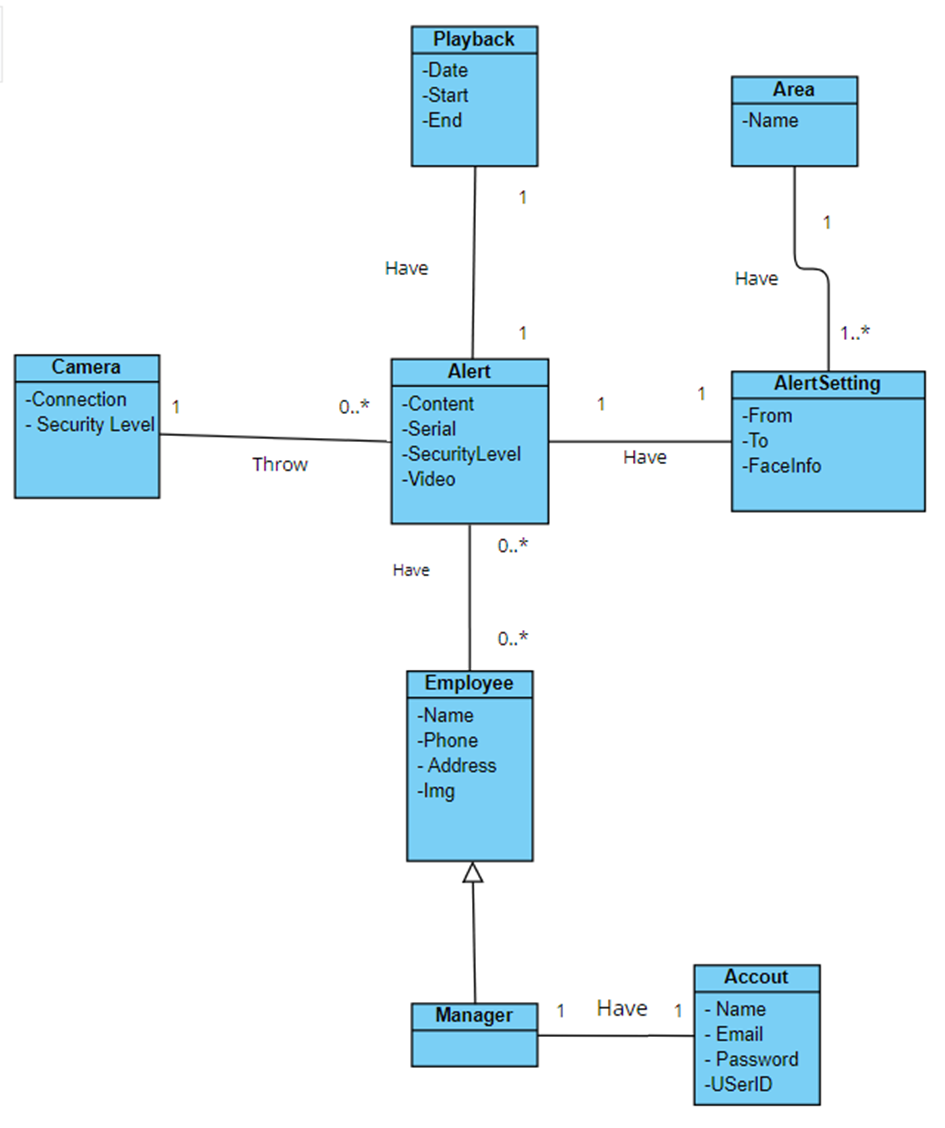 Playback
-Date
-Start
-End
Area
-Name
1
1
Have
Have
1
1..*
Camera
-Connection
- Security Level
1
0..*
Throw
Alert
-Content
-Serial
-SecurityLevel
-Video
1
1
Have
AlertSetting
-From
-To
-FaceInfo
0..*
Have
0..*
Employee
-Name
-Phone
- Address
-Img
Manager
1
Have
1
Accout
- Name
- Email
- Password
-USerID